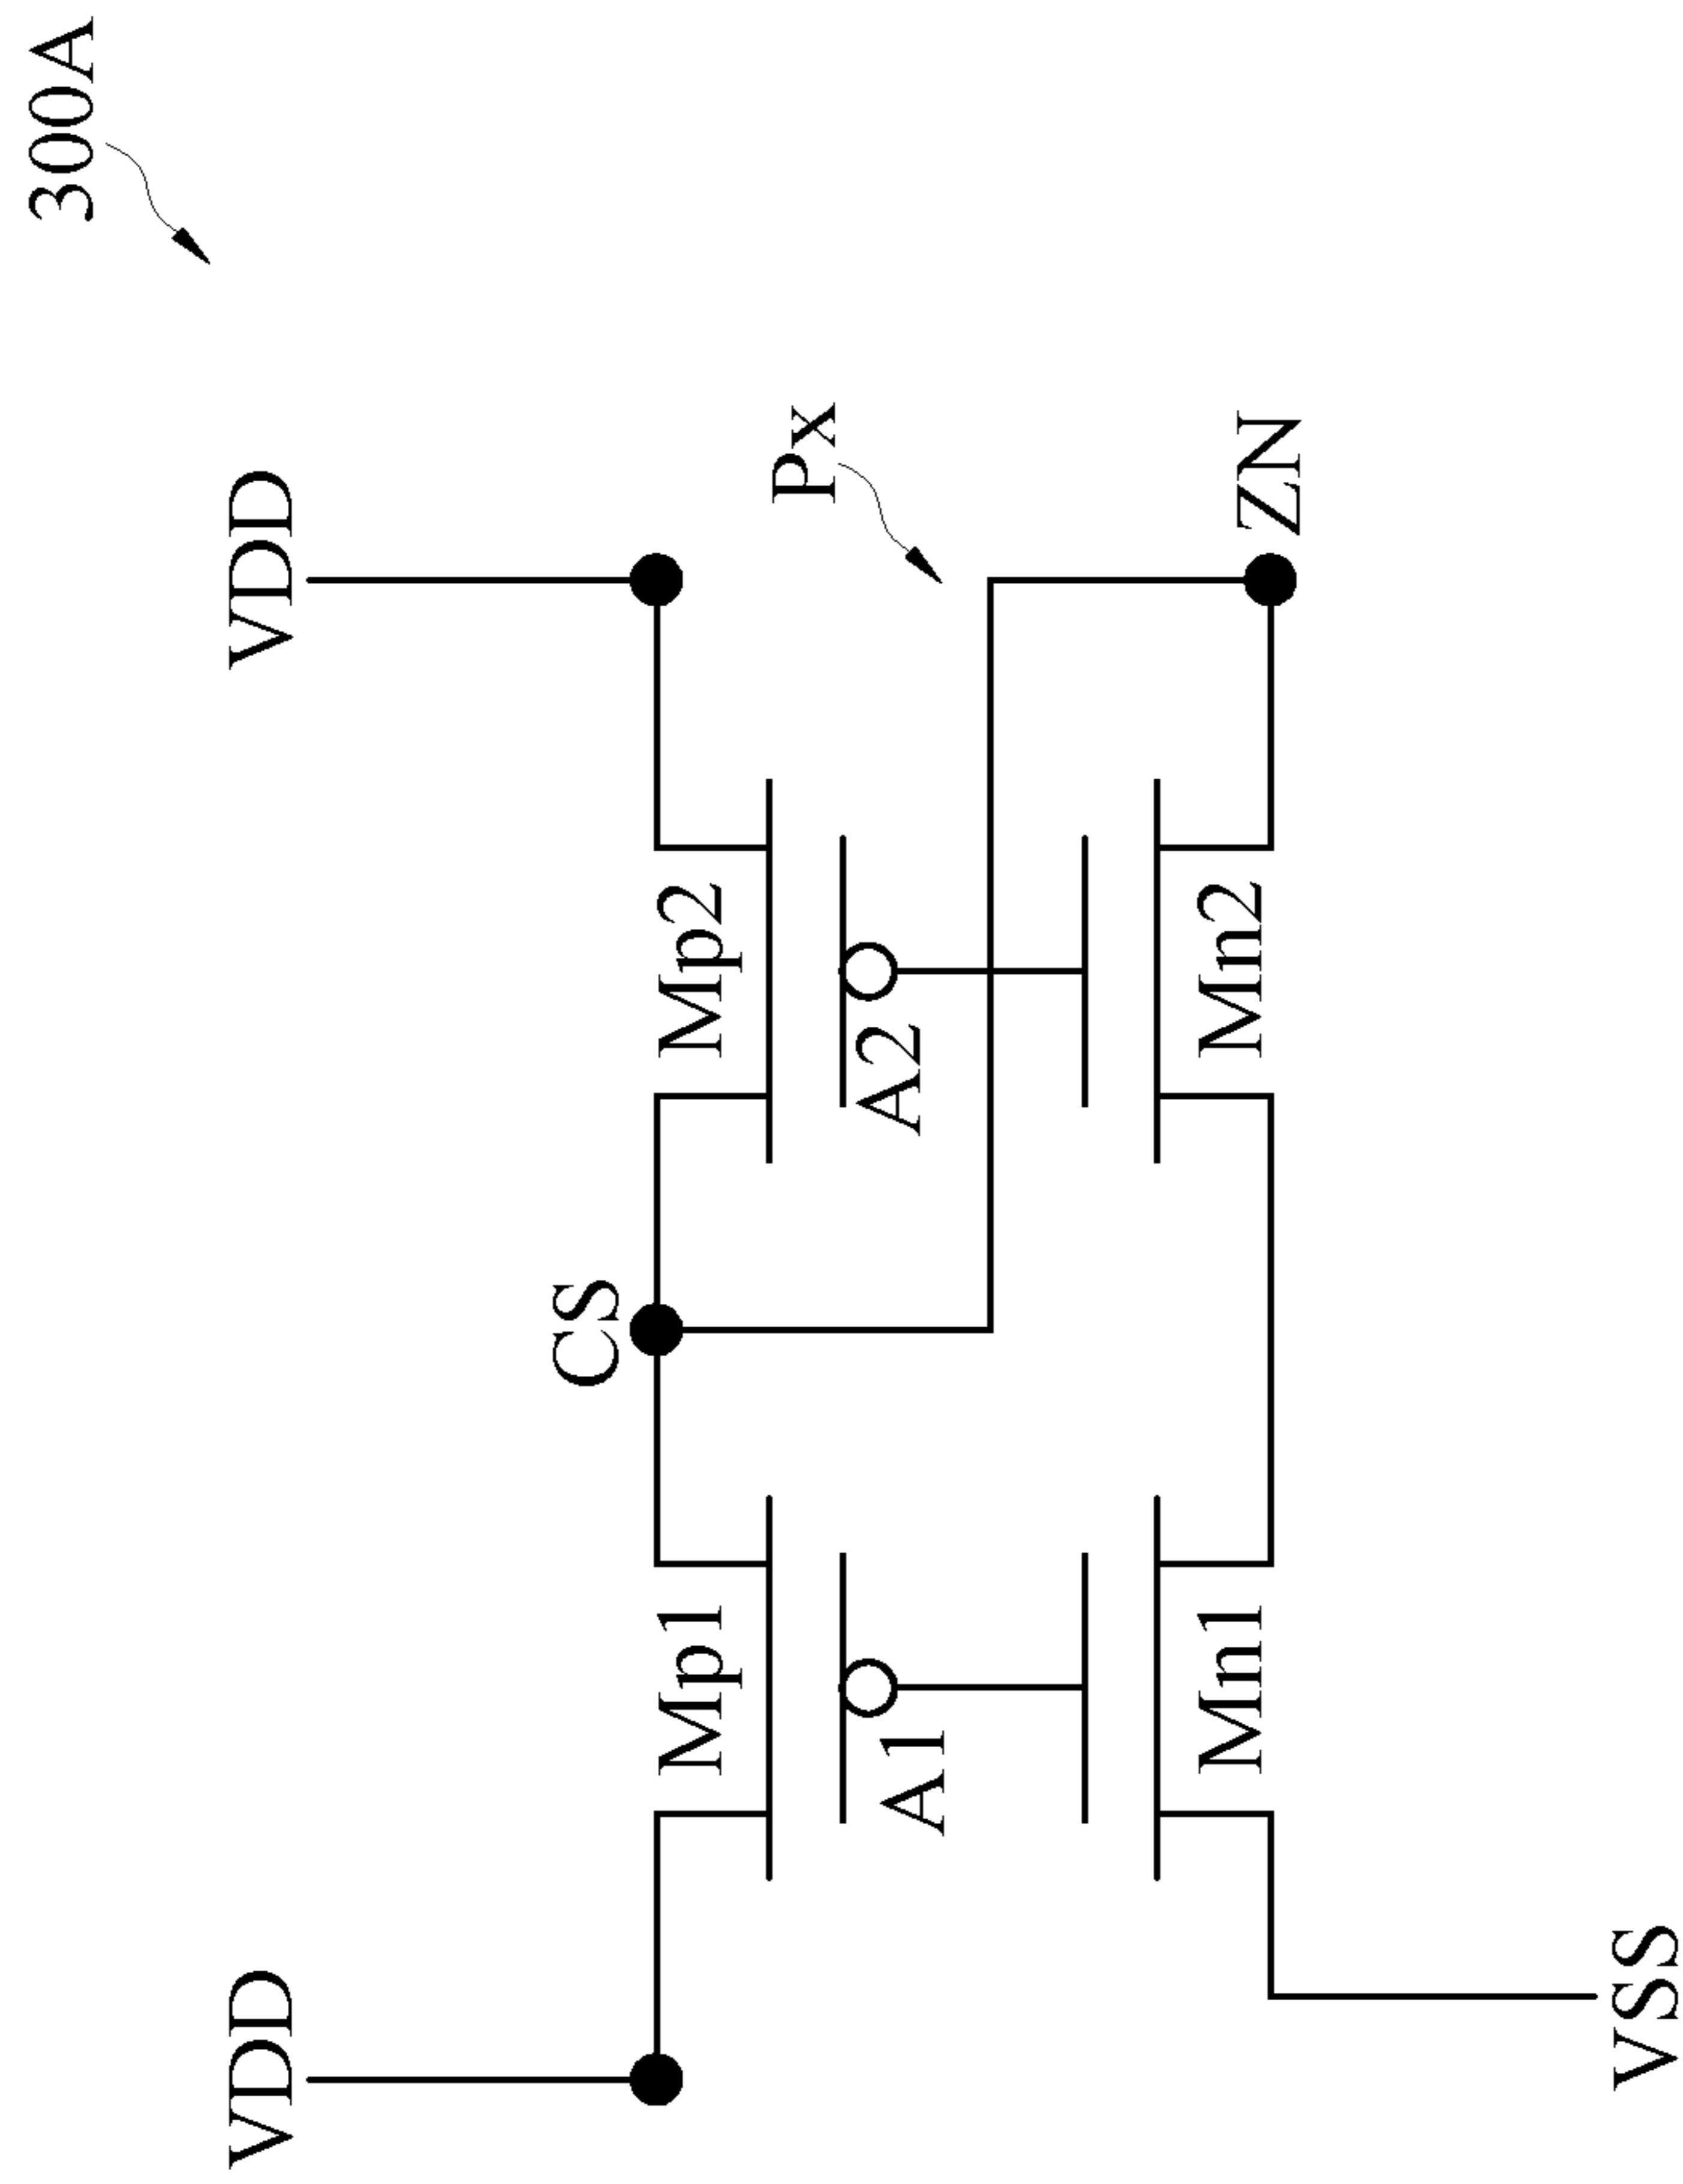 300A
VDD
VDD
CS
Px
Mp1
Mp2
A1
A2
Mn1
Mn2
ZN
VSS